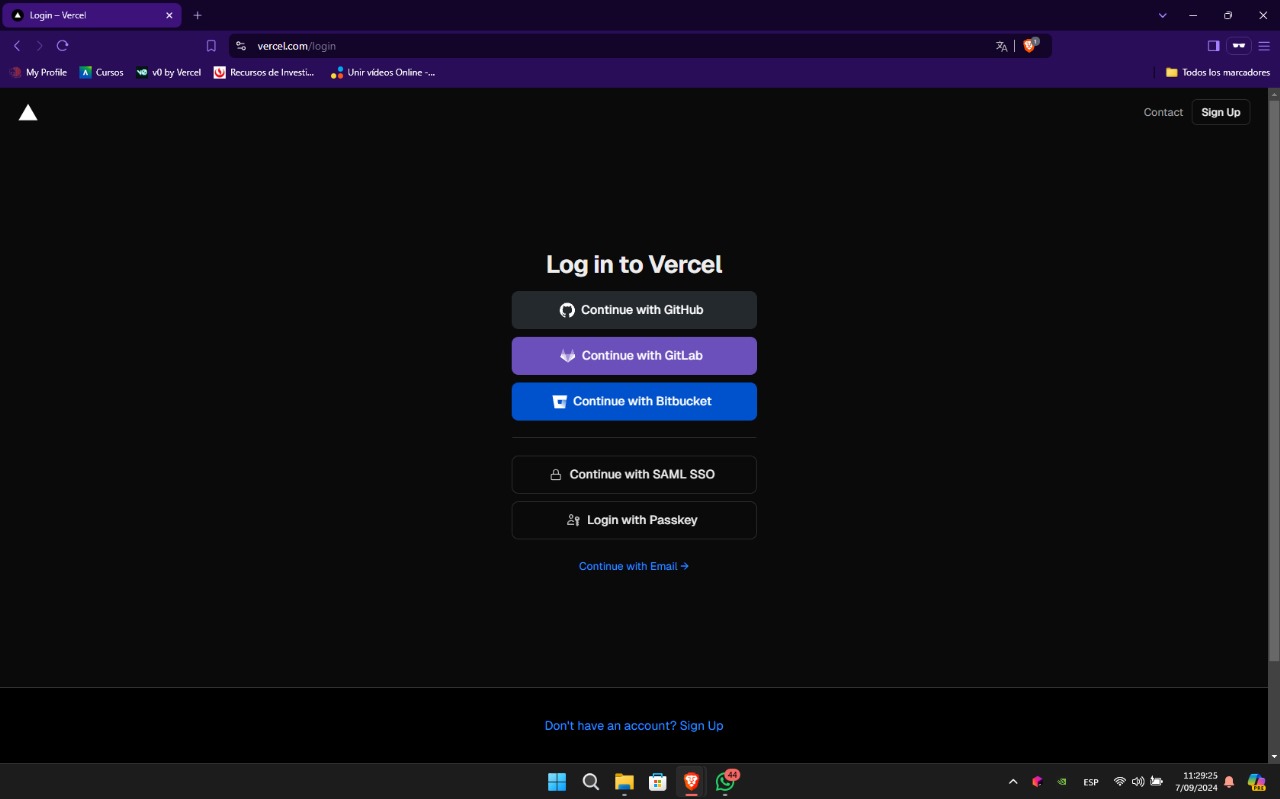 Login – Vercel
vercel.com/login
1
My Profile
Cursos
v0 by Vercel
Recursos de Investi...
Unir vídeos Online -...
Todos los marcadores
Contact
Sign Up
Log in to Vercel
Continue with GitHub
Continue with GitLab
Continue with Bitbucket
Continue with SAML SSO
Login with Passkey
Continue with Email →
Don't have an account? Sign Up
44
ESP
11:29:25
7/09/2024
PRE